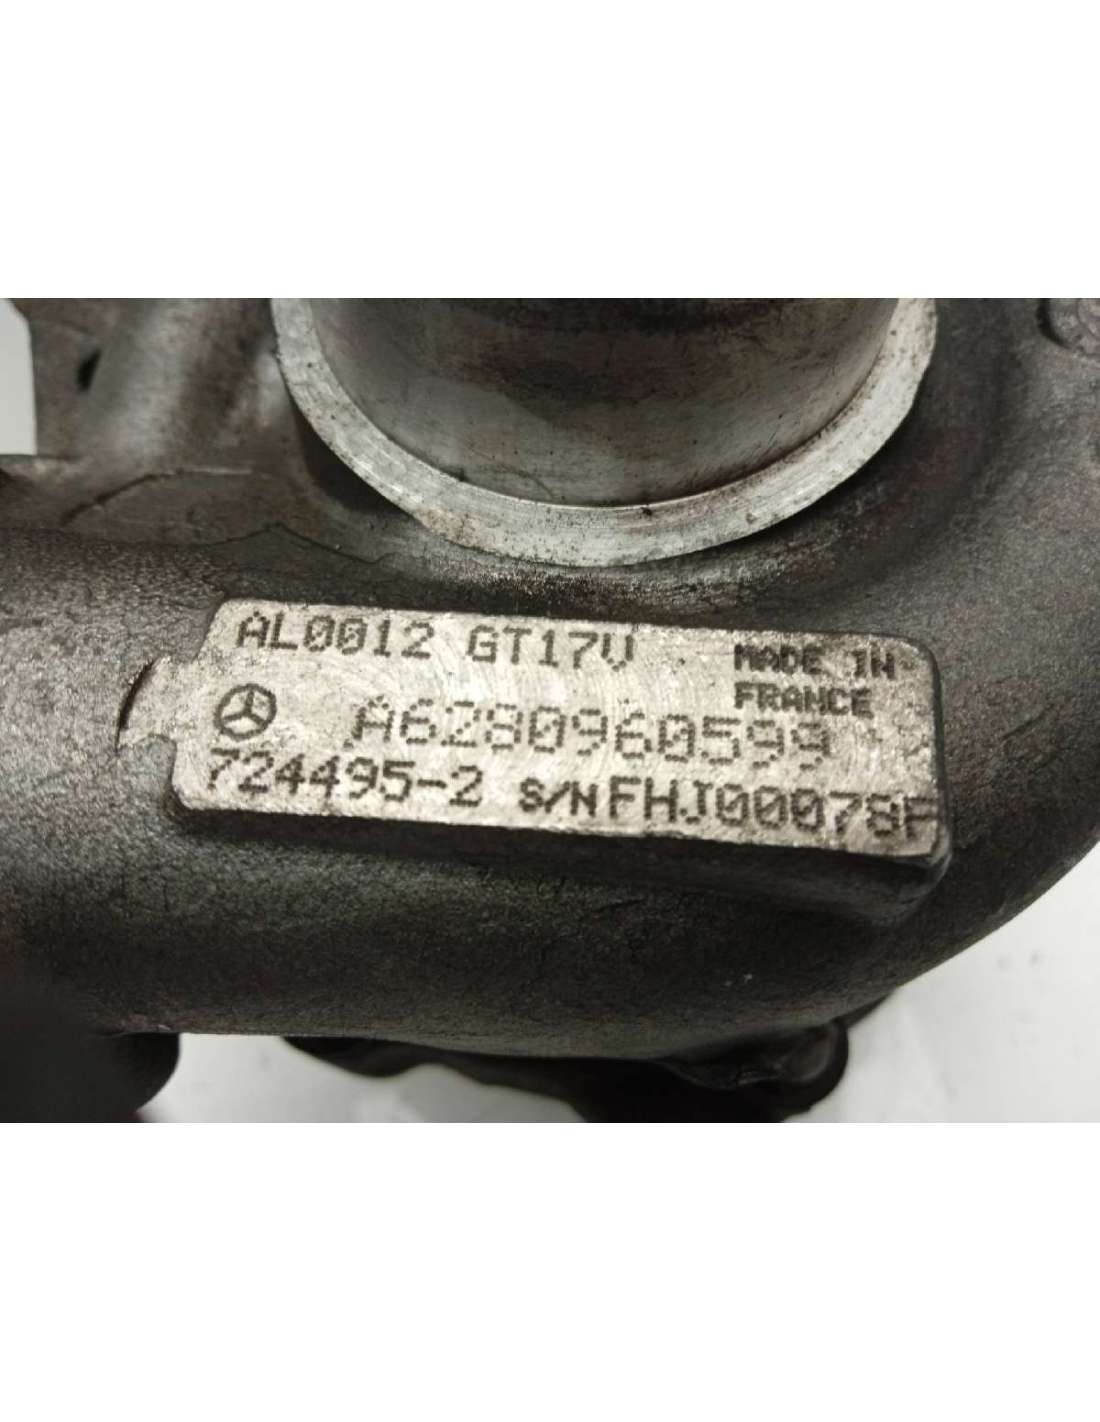 AL0012 GT17V
MADE IN
FRANCE
A6280960599
724495-2 S/N FHJ00078F